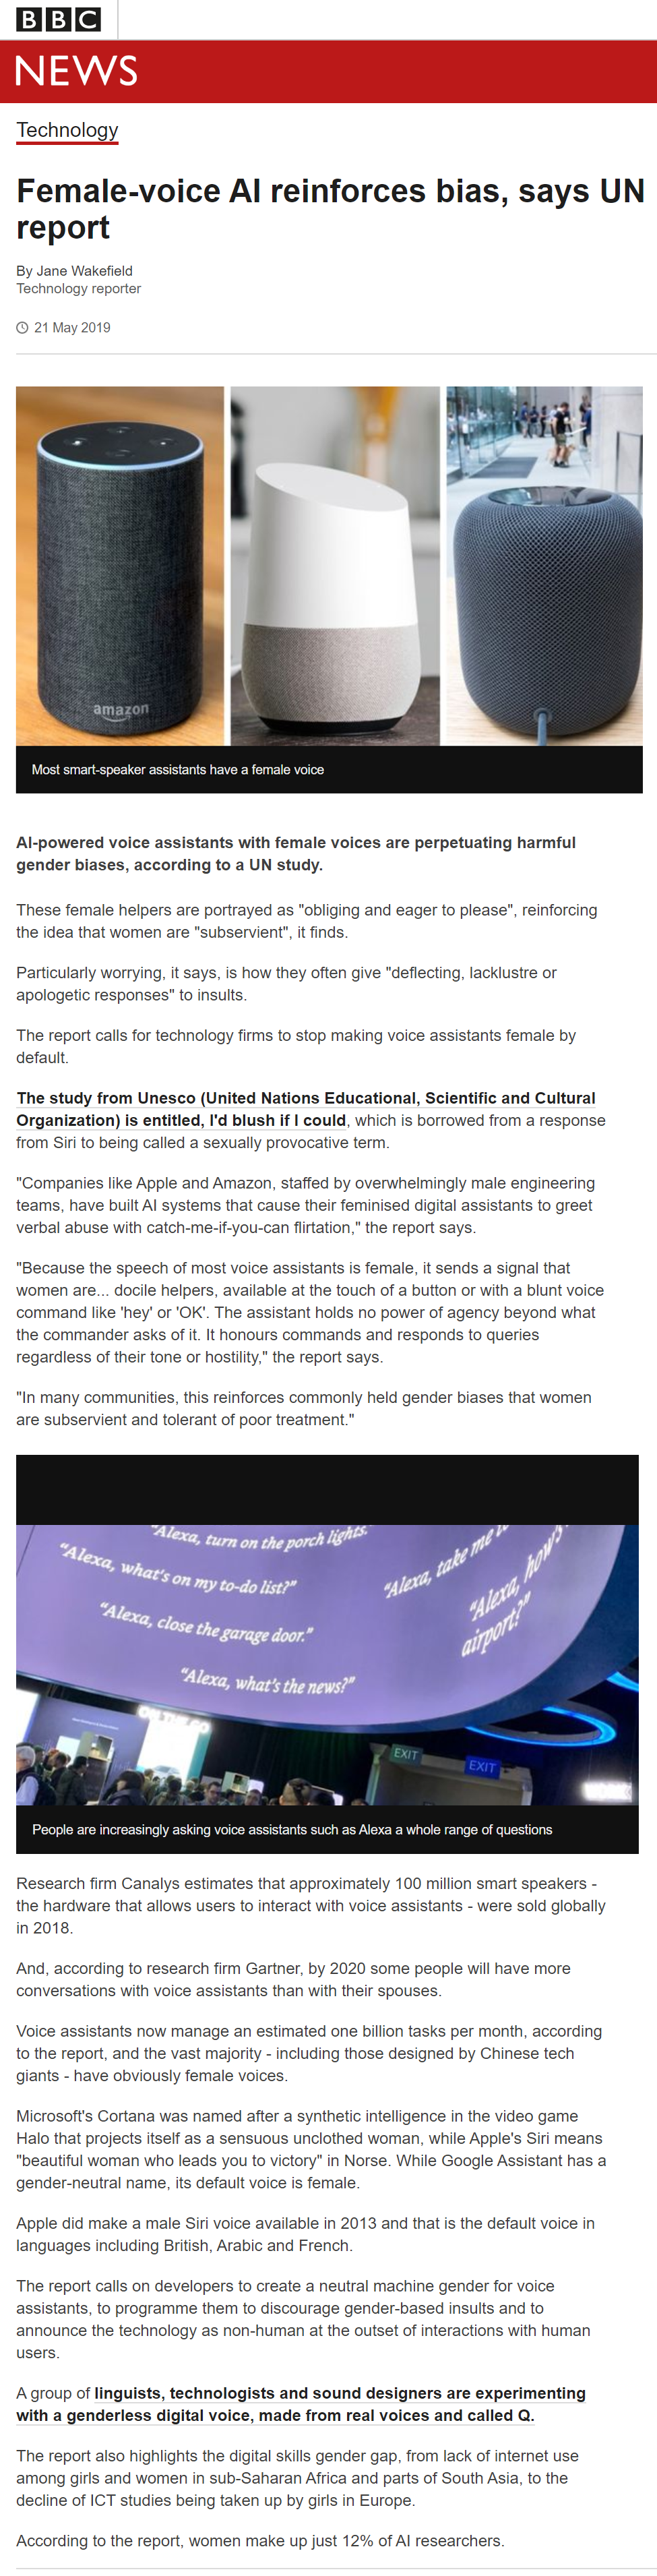 BBC
NEWS
Technology
Female-voice AI reinforces bias, says UN
report
By Jane Wakefield
Technology reporter
21 May 2019
amazon
Most smart-speaker assistants have a female voice
AI-powered voice assistants with female voices are perpetuating harmful
gender biases, according to a UN study.
These female helpers are portrayed as "obliging and eager to please", reinforcing
the idea that women are "subservient", it finds.
Particularly worrying, it says, is how they often give "deflecting, lacklustre or
apologetic responses" to insults.
The report calls for technology firms to stop making voice assistants female by
default.
The study from Unesco (United Nations Educational, Scientific and Cultural
Organization) is entitled, I'd blush if I could, which is borrowed from a response
from Siri to being called a sexually provocative term.
"Companies like Apple and Amazon, staffed by overwhelmingly male engineering
teams, have built AI systems that cause their feminised digital assistants to greet
verbal abuse with catch-me-if-you-can flirtation," the report says.
"Because the speech of most voice assistants is female, it sends a signal that
women are... docile helpers, available at the touch of a button or with a blunt voice
command like 'hey' or 'OK'. The assistant holds no power of agency beyond what
the commander asks of it. It honours commands and responds to queries
regardless of their tone or hostility," the report says.
"In many communities, this reinforces commonly held gender biases that women
are subservient and tolerant of poor treatment."
"Alexa, turn on the porch lights."
"Alexa, what's on my to-do list?"
"Alexa, take me to
"Alexa, how's
airport?"
"Alexa, close the garage door."
"Alexa, what's the news?"
ON THE GO
EXIT
EXIT
People are increasingly asking voice assistants such as Alexa a whole range of questions
Research firm Canalys estimates that approximately 100 million smart speakers -
the hardware that allows users to interact with voice assistants - were sold globally
in 2018.
And, according to research firm Gartner, by 2020 some people will have more
conversations with voice assistants than with their spouses.
Voice assistants now manage an estimated one billion tasks per month, according
to the report, and the vast majority - including those designed by Chinese tech
giants - have obviously female voices.
Microsoft's Cortana was named after a synthetic intelligence in the video game
Halo that projects itself as a sensuous unclothed woman, while Apple's Siri means
"beautiful woman who leads you to victory" in Norse. While Google Assistant has a
gender-neutral name, its default voice is female.
Apple did make a male Siri voice available in 2013 and that is the default voice in
languages including British, Arabic and French.
The report calls on developers to create a neutral machine gender for voice
assistants, to programme them to discourage gender-based insults and to
announce the technology as non-human at the outset of interactions with human
users.
A group of linguists, technologists and sound designers are experimenting
with a genderless digital voice, made from real voices and called Q.
The report also highlights the digital skills gender gap, from lack of internet use
among girls and women in sub-Saharan Africa and parts of South Asia, to the
decline of ICT studies being taken up by girls in Europe.
According to the report, women make up just 12% of AI researchers.